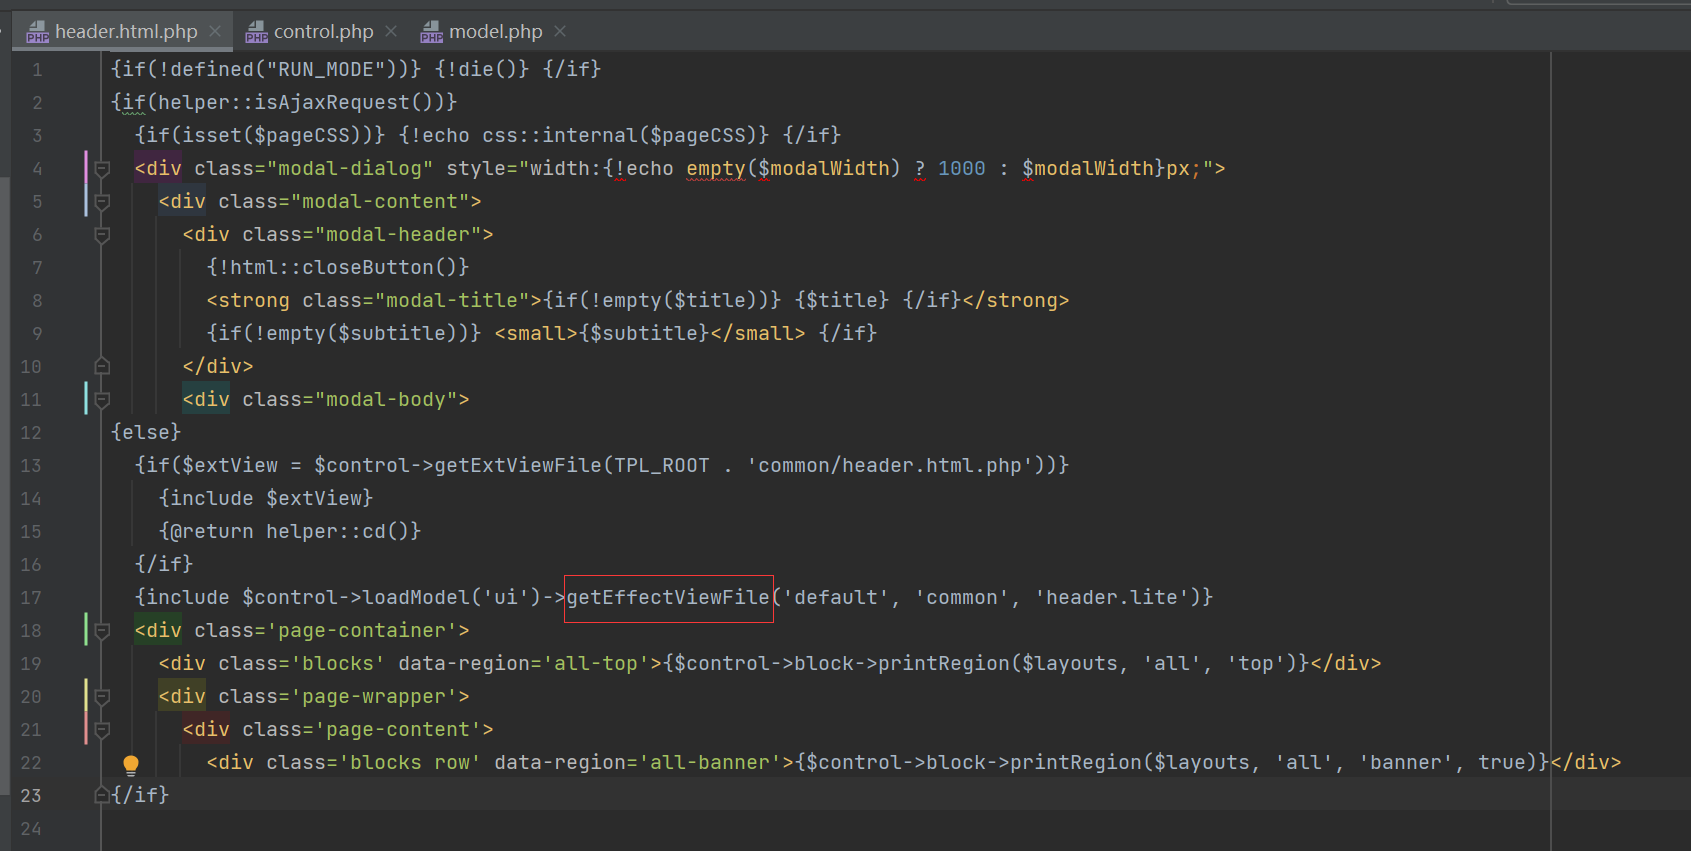 header.html.php control.php model.php
1 {if(!defined("RUN_MODE"))} {!die()} {/if}
2 {if(helper::isAjaxRequest())}
3 {if(isset($pageCSS))} {!echo css::internal($pageCSS)} {/if}
4 <div class="modal-dialog" style="width:{!echo empty($modalWidth) ? 1000 : $modalWidth}px;">
5 <div class="modal-content">
6 <div class="modal-header">
7 {!html::closeButton()}
8 <strong class="modal-title">{if(!empty($title))} {$title} {/if}</strong>
9 {if(!empty($subtitle))} <small>{$subtitle}</small> {/if}
10 </div>
11 <div class="modal-body">
12 {else}
13 {if($extView = $control->getExtViewFile(TPL_ROOT . 'common/header.html.php'))}
14 {include $extView}
15 {@return helper::cd()}
16 {/if}
17 {include $control->loadModel('ui')->getEffectViewFile('default', 'common', 'header.lite')}
18 <div class='page-container'>
19 <div class='blocks' data-region='all-top'>{$control->block->printRegion($layouts, 'all', 'top')}</div>
20 <div class='page-wrapper'>
21 <div class='page-content'>
22 <div class='blocks row' data-region='all-banner'>{$control->block->printRegion($layouts, 'all', 'banner', true)}</div>
23 {/if}
24